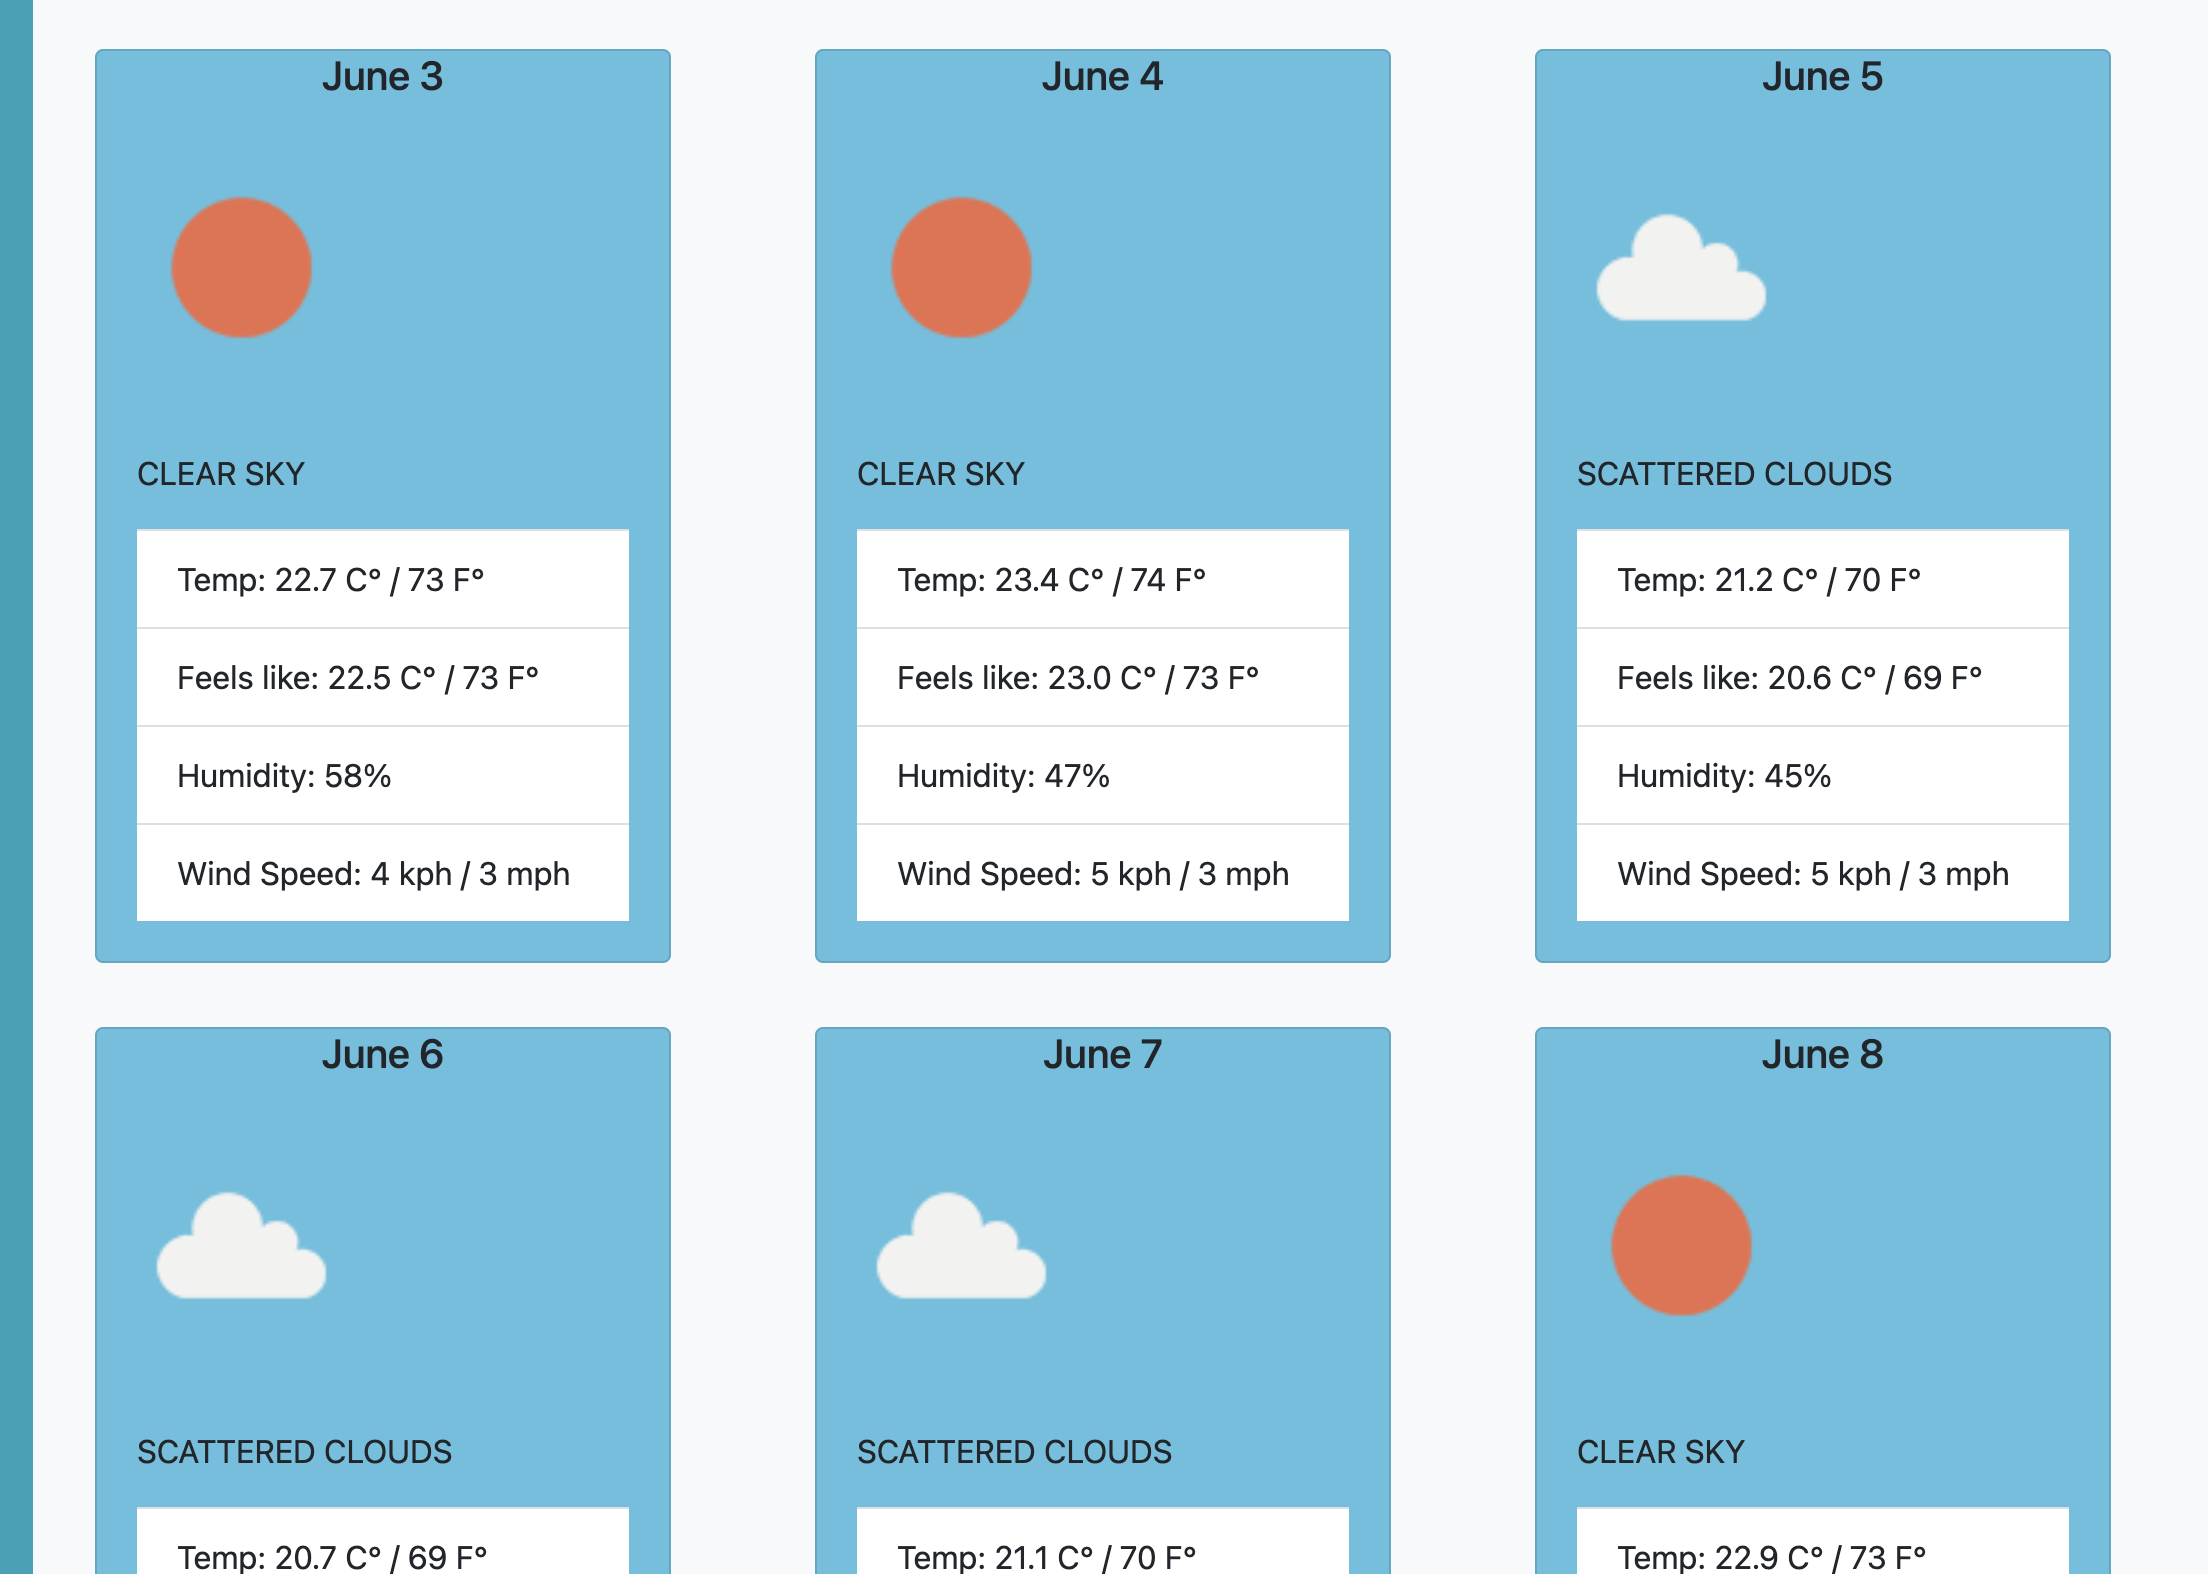 June 3
CLEAR SKY
Temp: 22.7 C° / 73 F°
Feels like: 22.5 C° / 73 F°
Humidity: 58%
Wind Speed: 4 kph / 3 mph
June 4
CLEAR SKY
Temp: 23.4 C° / 74 F°
Feels like: 23.0 C° / 73 F°
Humidity: 47%
Wind Speed: 5 kph / 3 mph
June 5
SCATTERED CLOUDS
Temp: 21.2 C° / 70 F°
Feels like: 20.6 C° / 69 F°
Humidity: 45%
Wind Speed: 5 kph / 3 mph
June 6
SCATTERED CLOUDS
Temp: 20.7 C° / 69 F°
June 7
SCATTERED CLOUDS
Temp: 21.1 C° / 70 F°
June 8
CLEAR SKY
Temp: 22.9 C° / 73 F°